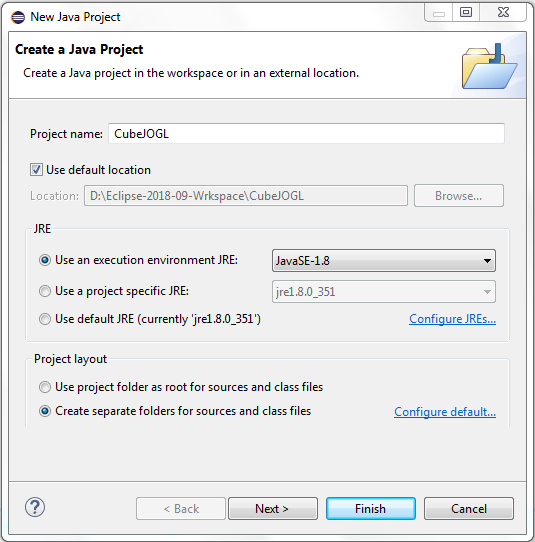 New Java Project
Create a Java Project
Create a Java project in the workspace or in an external location.
Project name: CubeJOGL
Use default location
Location: D:\Eclipse-2018-09-Wrkspace\CubeJOGL Browse...
JRE
Use an execution environment JRE: JavaSE-1.8
Use a project specific JRE: jre1.8.0_351
Use default JRE (currently 'jre1.8.0_351') Configure JREs...
Project layout
Use project folder as root for sources and class files
Create separate folders for sources and class files Configure default...
? < Back Next > Finish Cancel